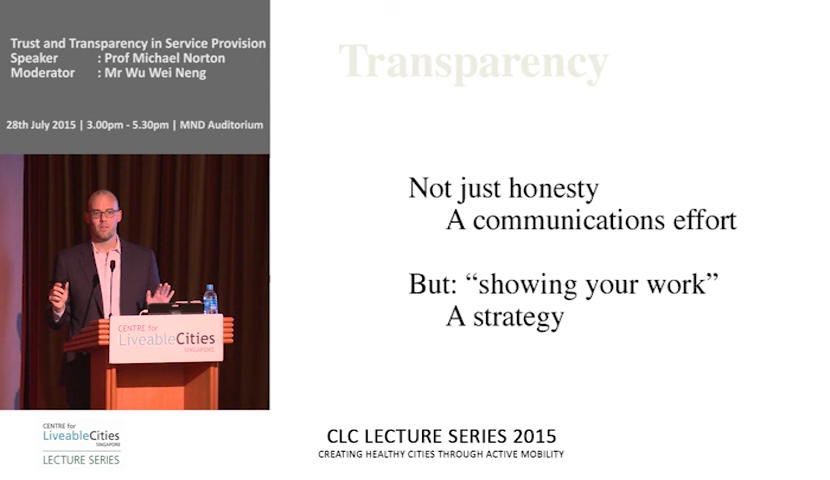 Trust and Transparency in Service Provision
Speaker : Prof Michael Norton
Moderator : Mr Wu Wei Neng
28th July 2015 | 3.00pm - 5.30pm | MND Auditorium
Transparency
Not just honesty
A communications effort
But: “showing your work”
A strategy
CENTRE for
LiveableCities
SINGAPORE
CENTRE for
LiveableCities
SINGAPORE
LECTURE SERIES
CLC LECTURE SERIES 2015
CREATING HEALTHY CITIES THROUGH ACTIVE MOBILITY